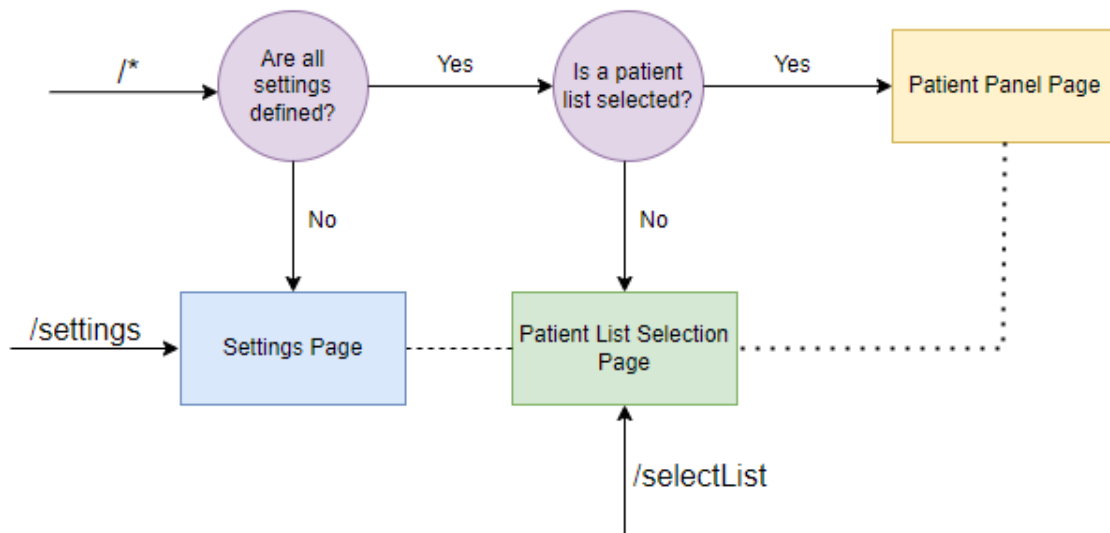 /*
Are all
settings
defined?
Yes
Is a patient
list selected?
Yes
Patient Panel Page
No
No
/settings
Settings Page
Patient List Selection
Page
/selectList